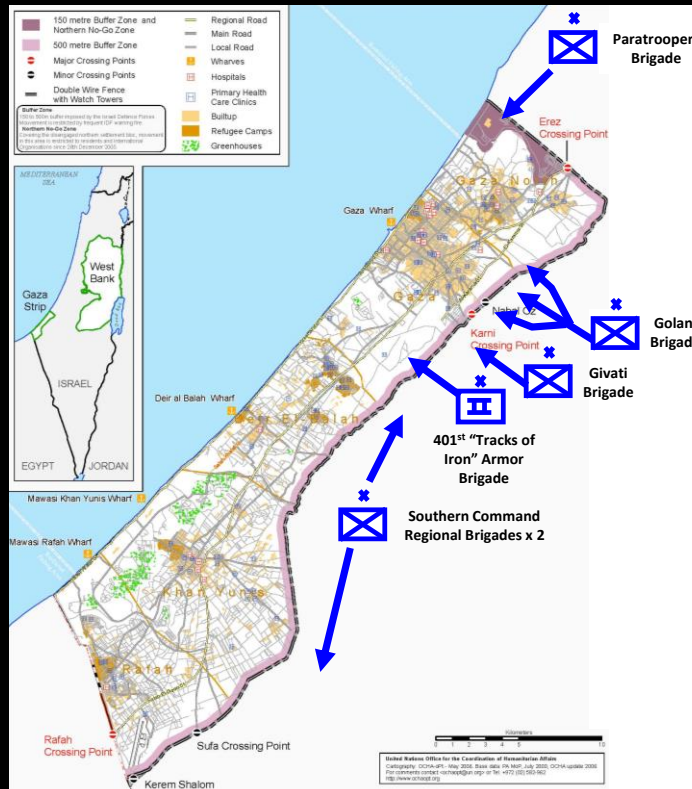 150 metre Buffer Zone and
Northern No-Go Zone
500 metre Buffer Zone
Major Crossing Points
Minor Crossing Points
Double Wire Fence
with Watch Towers
Buffer Zone
Northern No-Go Zone
Regional Road
Main Road
Local Road
Wharves
Hospitals
Primary Health
Care Clinics
Builtup
Refugee Camps
Greenhouses
Paratrooper
Brigade
Erez
Crossing Point
MEDITERRANEAN
SEA
West
Bank
Gaza
Strip
ISRAEL
EGYPT
JORDAN
Gaza North
Gaza Wharf
Gaza
Nahal Oz
Karni
Crossing Point
Golan
Brigad
Givati
Brigade
Deir al Balah Wharf
Deir El Balah
401st “Tracks of
Iron” Armor
Brigade
Southern Command
Regional Brigades x 2
Mawasi Khan Yunis Wharf
Mawasi Rafah Wharf
Khan Yunis
Rafah
Rafah
Crossing Point
Sufa Crossing Point
Kerem Shalom
Kilometers
United Nations Office for the Coordination of Humanitarian Affairs